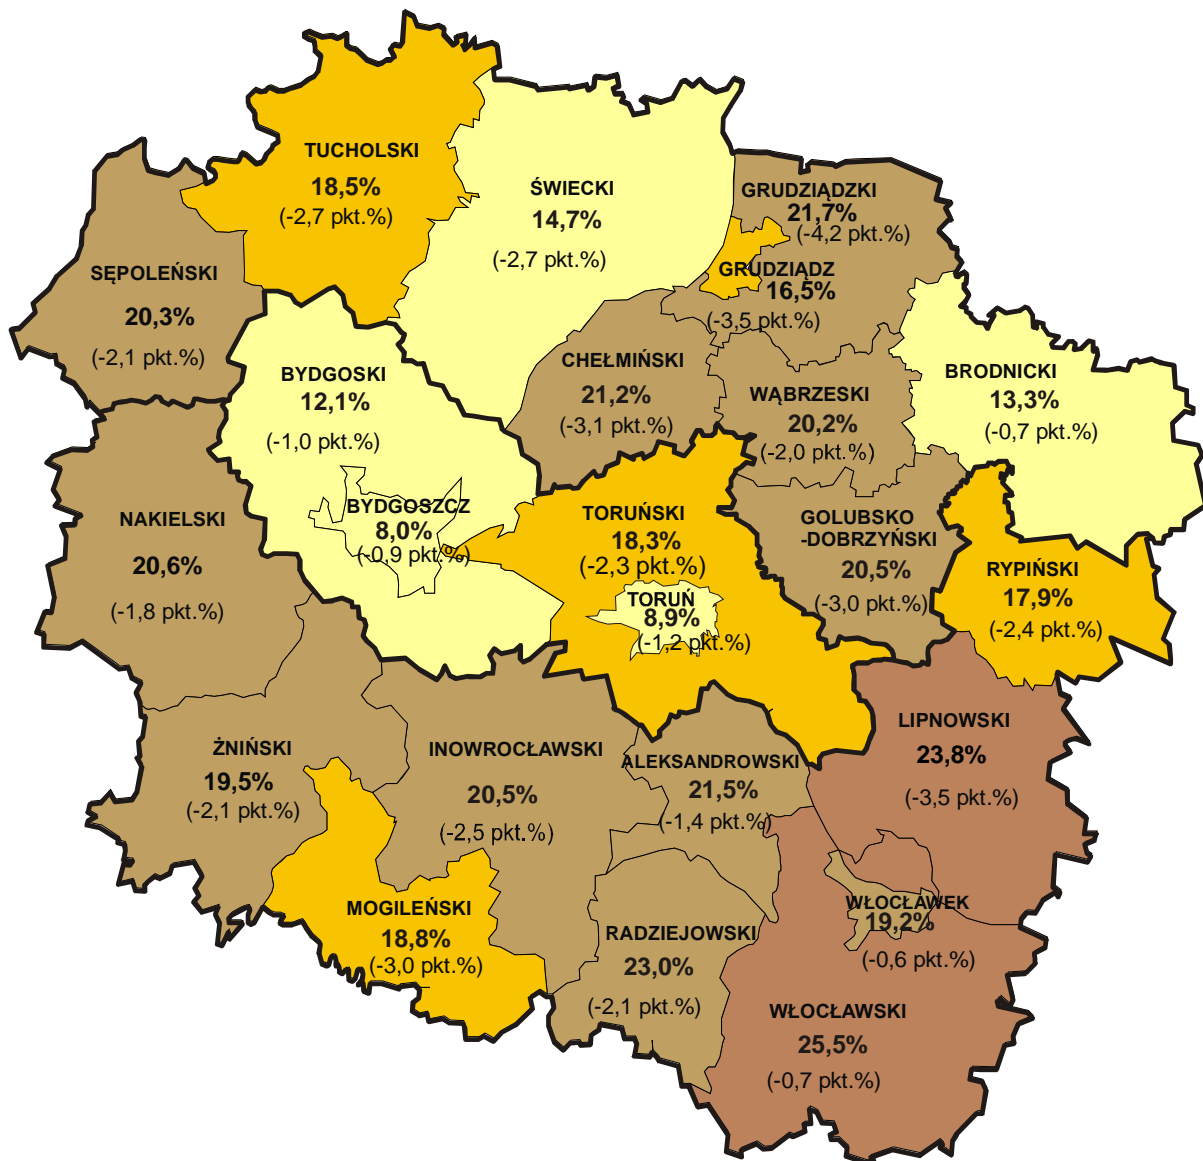 TUCHOLSKI
18,5%
(-2,7 pkt.%)
ŚWIECKI
14,7%
(-2,7 pkt.%)
GRUDZIĄDZKI
21,7%
(-4,2 pkt.%)
GRUDZIĄDZ
16,5%
(-3,5 pkt.%)
SĘPOLEŃSKI
20,3%
(-2,1 pkt.%)
BYDGOSKI
12,1%
(-1,0 pkt.%)
CHEŁMIŃSKI
21,2%
(-3,1 pkt.%)
WĄBRZESKI
20,2%
(-2,0 pkt.%)
BRODNICKI
13,3%
(-0,7 pkt.%)
NAKIELSKI
20,6%
(-1,8 pkt.%)
BYDGOSZCZ
8,0%
(-0,9 pkt.%)
TORUŃSKI
18,3%
(-2,3 pkt.%)
TORUŃ
8,9%
(-1,2 pkt.%)
GOLUBSKO
-DOBRZYŃSKI
20,5%
(-3,0 pkt.%)
RYPIŃSKI
17,9%
(-2,4 pkt.%)
ŻNIŃSKI
19,5%
(-2,1 pkt.%)
INOWROCŁAWSKI
20,5%
(-2,5 pkt.%)
ALEKSANDROWSKI
21,5%
(-1,4 pkt.%)
LIPNOWSKI
23,8%
(-3,5 pkt.%)
MOGILEŃSKI
18,8%
(-3,0 pkt.%)
RADZIEJOWSKI
23,0%
(-2,1 pkt.%)
WŁOCŁAWEK
19,2%
(-0,6 pkt.%)
WŁOCŁAWSKI
25,5%
(-0,7 pkt.%)